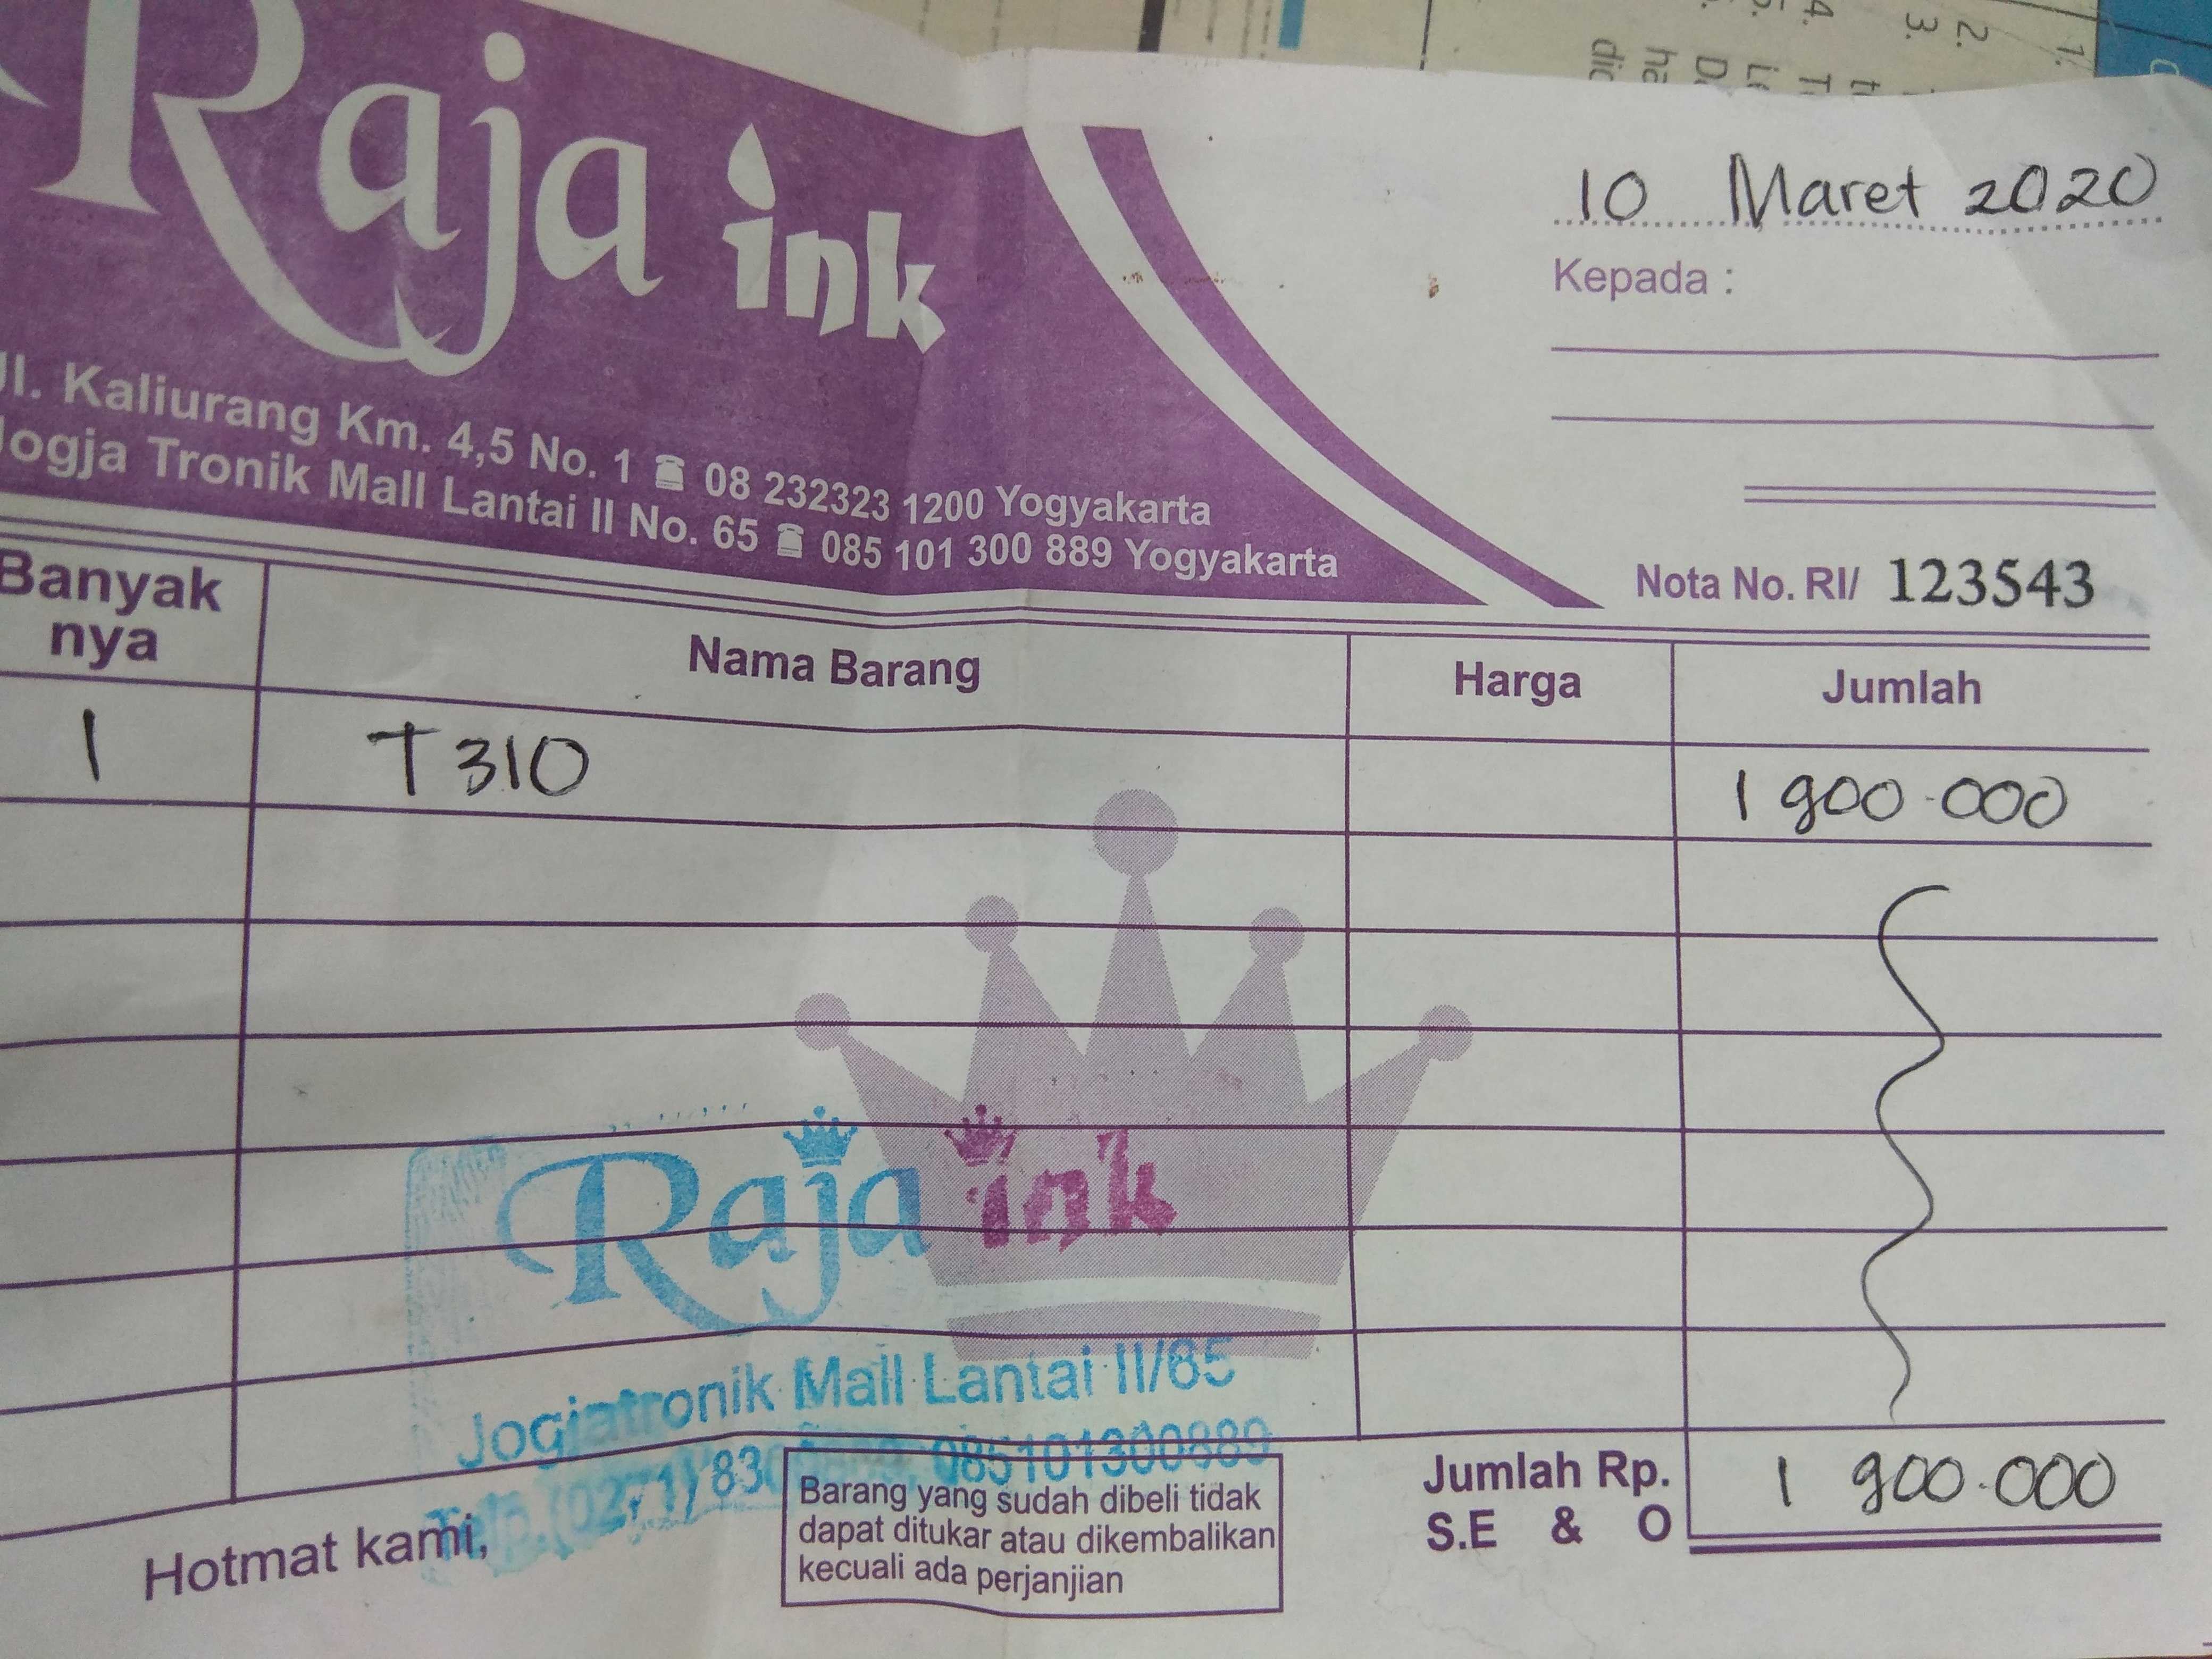 Raja ink
Jl. Kaliurang Km. 4,5 No. 1 08 232323 1200 Yogyakarta
Jogja Tronik Mall Lantai II No. 65 085 101 300 889 Yogyakarta
10 Maret 2020
Kepada :
Nota No. RI/ 123543
Banyak nya Nama Barang Harga Jumlah
1 T310 1 900.000
Raja ink
Jogjatronik Mall Lantai II/65
Telp. (0271) 085101300889
Hotmat kami,
Barang yang sudah dibeli tidak
dapat ditukar atau dikembalikan
kecuali ada perjanjian
Jumlah Rp. 1 900.000
S.E & O